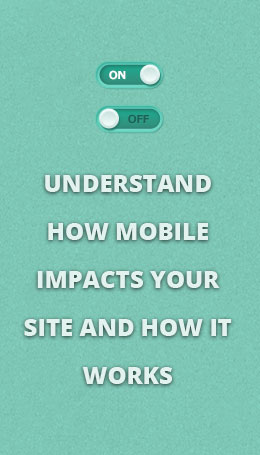 ON
OFF
UNDERSTAND
HOW MOBILE
IMPACTS YOUR
SITE AND HOW IT
WORKS